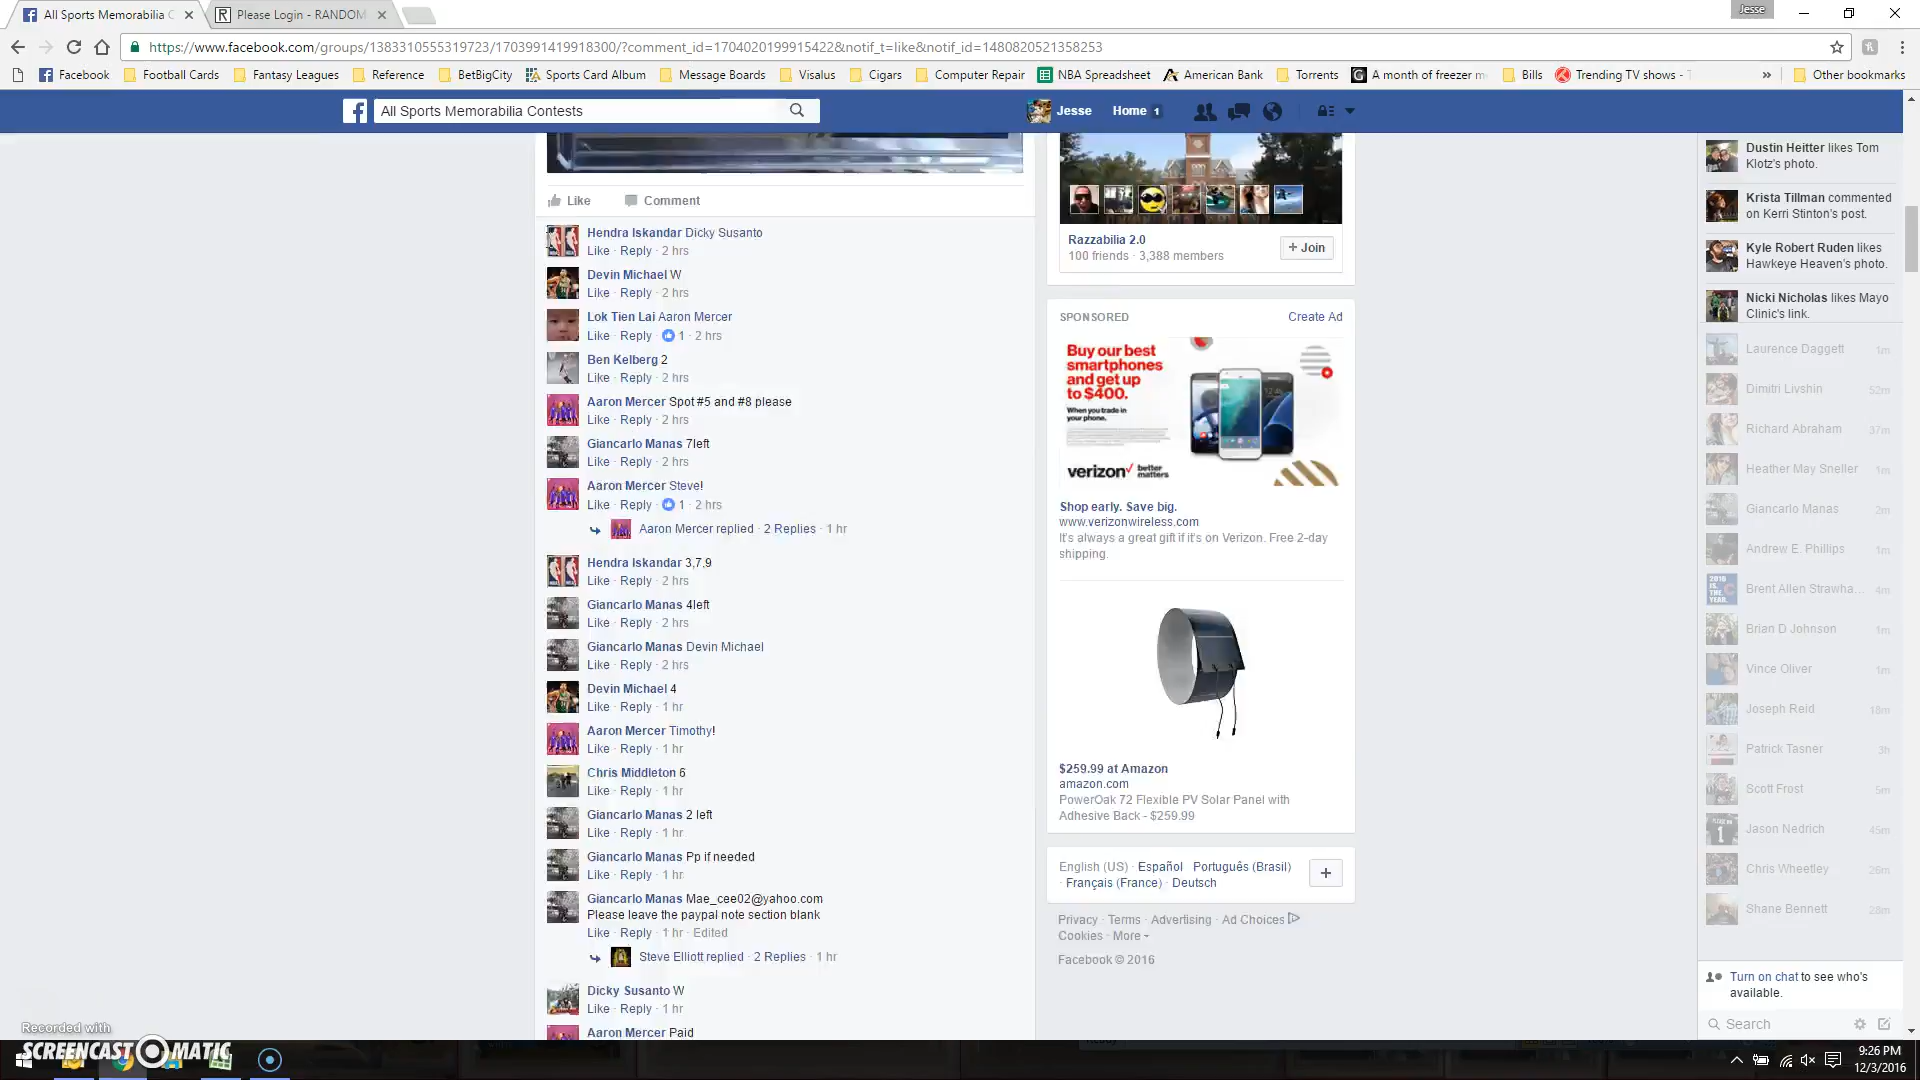 All Sports Memorabilia C
Please Login - RANDOM
Jesse
https://www.facebook.com/groups/1383310555319723/1703991419918300/?comment_id=1704020199915422&notif_t=like&notif_id=1480820521358253
Facebook
Football Cards
Fantasy Leagues
Reference
BetBigCity
Sports Card Album
Message Boards
Visalus
Cigars
Computer Repair
NBA Spreadsheet
American Bank
Torrents
A month of freezer m
Bills
Trending TV shows - T
»
Other bookmarks
All Sports Memorabilia Contests
Jesse
Home 1
Like Comment
Hendra Iskandar Dicky Susanto
Like · Reply · 2 hrs
Devin Michael W
Like · Reply · 2 hrs
Lok Tien Lai Aaron Mercer
Like · Reply · 1 · 2 hrs
Ben Kelberg 2
Like · Reply · 2 hrs
Aaron Mercer Spot #5 and #8 please
Like · Reply · 2 hrs
Giancarlo Manas 7left
Like · Reply · 2 hrs
Aaron Mercer Steve!
Like · Reply · 1 · 2 hrs
Aaron Mercer replied · 2 Replies · 1 hr
Hendra Iskandar 3,7,9
Like · Reply · 2 hrs
Giancarlo Manas 4left
Like · Reply · 2 hrs
Giancarlo Manas Devin Michael
Like · Reply · 2 hrs
Devin Michael 4
Like · Reply · 1 hr
Aaron Mercer Timothy!
Like · Reply · 1 hr
Chris Middleton 6
Like · Reply · 1 hr
Giancarlo Manas 2 left
Like · Reply · 1 hr
Giancarlo Manas Pp if needed
Like · Reply · 1 hr
Giancarlo Manas Mae_cee02@yahoo.com
Please leave the paypal note section blank
Like · Reply · 1 hr · Edited
Steve Elliott replied · 2 Replies · 1 hr
Dicky Susanto W
Like · Reply · 1 hr
Aaron Mercer Paid
Razzabilia 2.0
100 friends · 3,388 members
+ Join
SPONSORED
Create Ad
Buy our best
smartphones
and get up
to $400.
When you trade in
your phone.
verizon✓ better
matters
Shop early. Save big.
www.verizonwireless.com
It's always a great gift if it's on Verizon. Free 2-day
shipping.
$259.99 at Amazon
amazon.com
PowerOak 72 Flexible PV Solar Panel with
Adhesive Back - $259.99
English (US) · Español · Português (Brasil)
· Français (France) · Deutsch
+
Privacy · Terms · Advertising · Ad Choices
Cookies · More
Facebook © 2016
Dustin Heitter likes Tom
Klotz's photo.
Krista Tillman commented
on Kerri Stinton's post.
Kyle Robert Ruden likes
Hawkeye Heaven's photo.
Nicki Nicholas likes Mayo
Clinic's link.
Laurence Daggett 1m
Dimitri Livshin 52m
Richard Abraham 37m
Heather May Sneller 1m
Giancarlo Manas 2m
Andrew E. Phillips 1m
Brent Allen Strawha... 4m
Brian D Johnson 1m
Vince Oliver 1m
Joseph Reid 18m
Patrick Tasner 3h
Scott Frost 5m
Jason Nedrich 45m
Chris Wheetley 26m
Shane Bennett 28m
Turn on chat to see who's
available.
Search
Recorded with
SCREENCAST MATIC
9:26 PM
12/3/2016